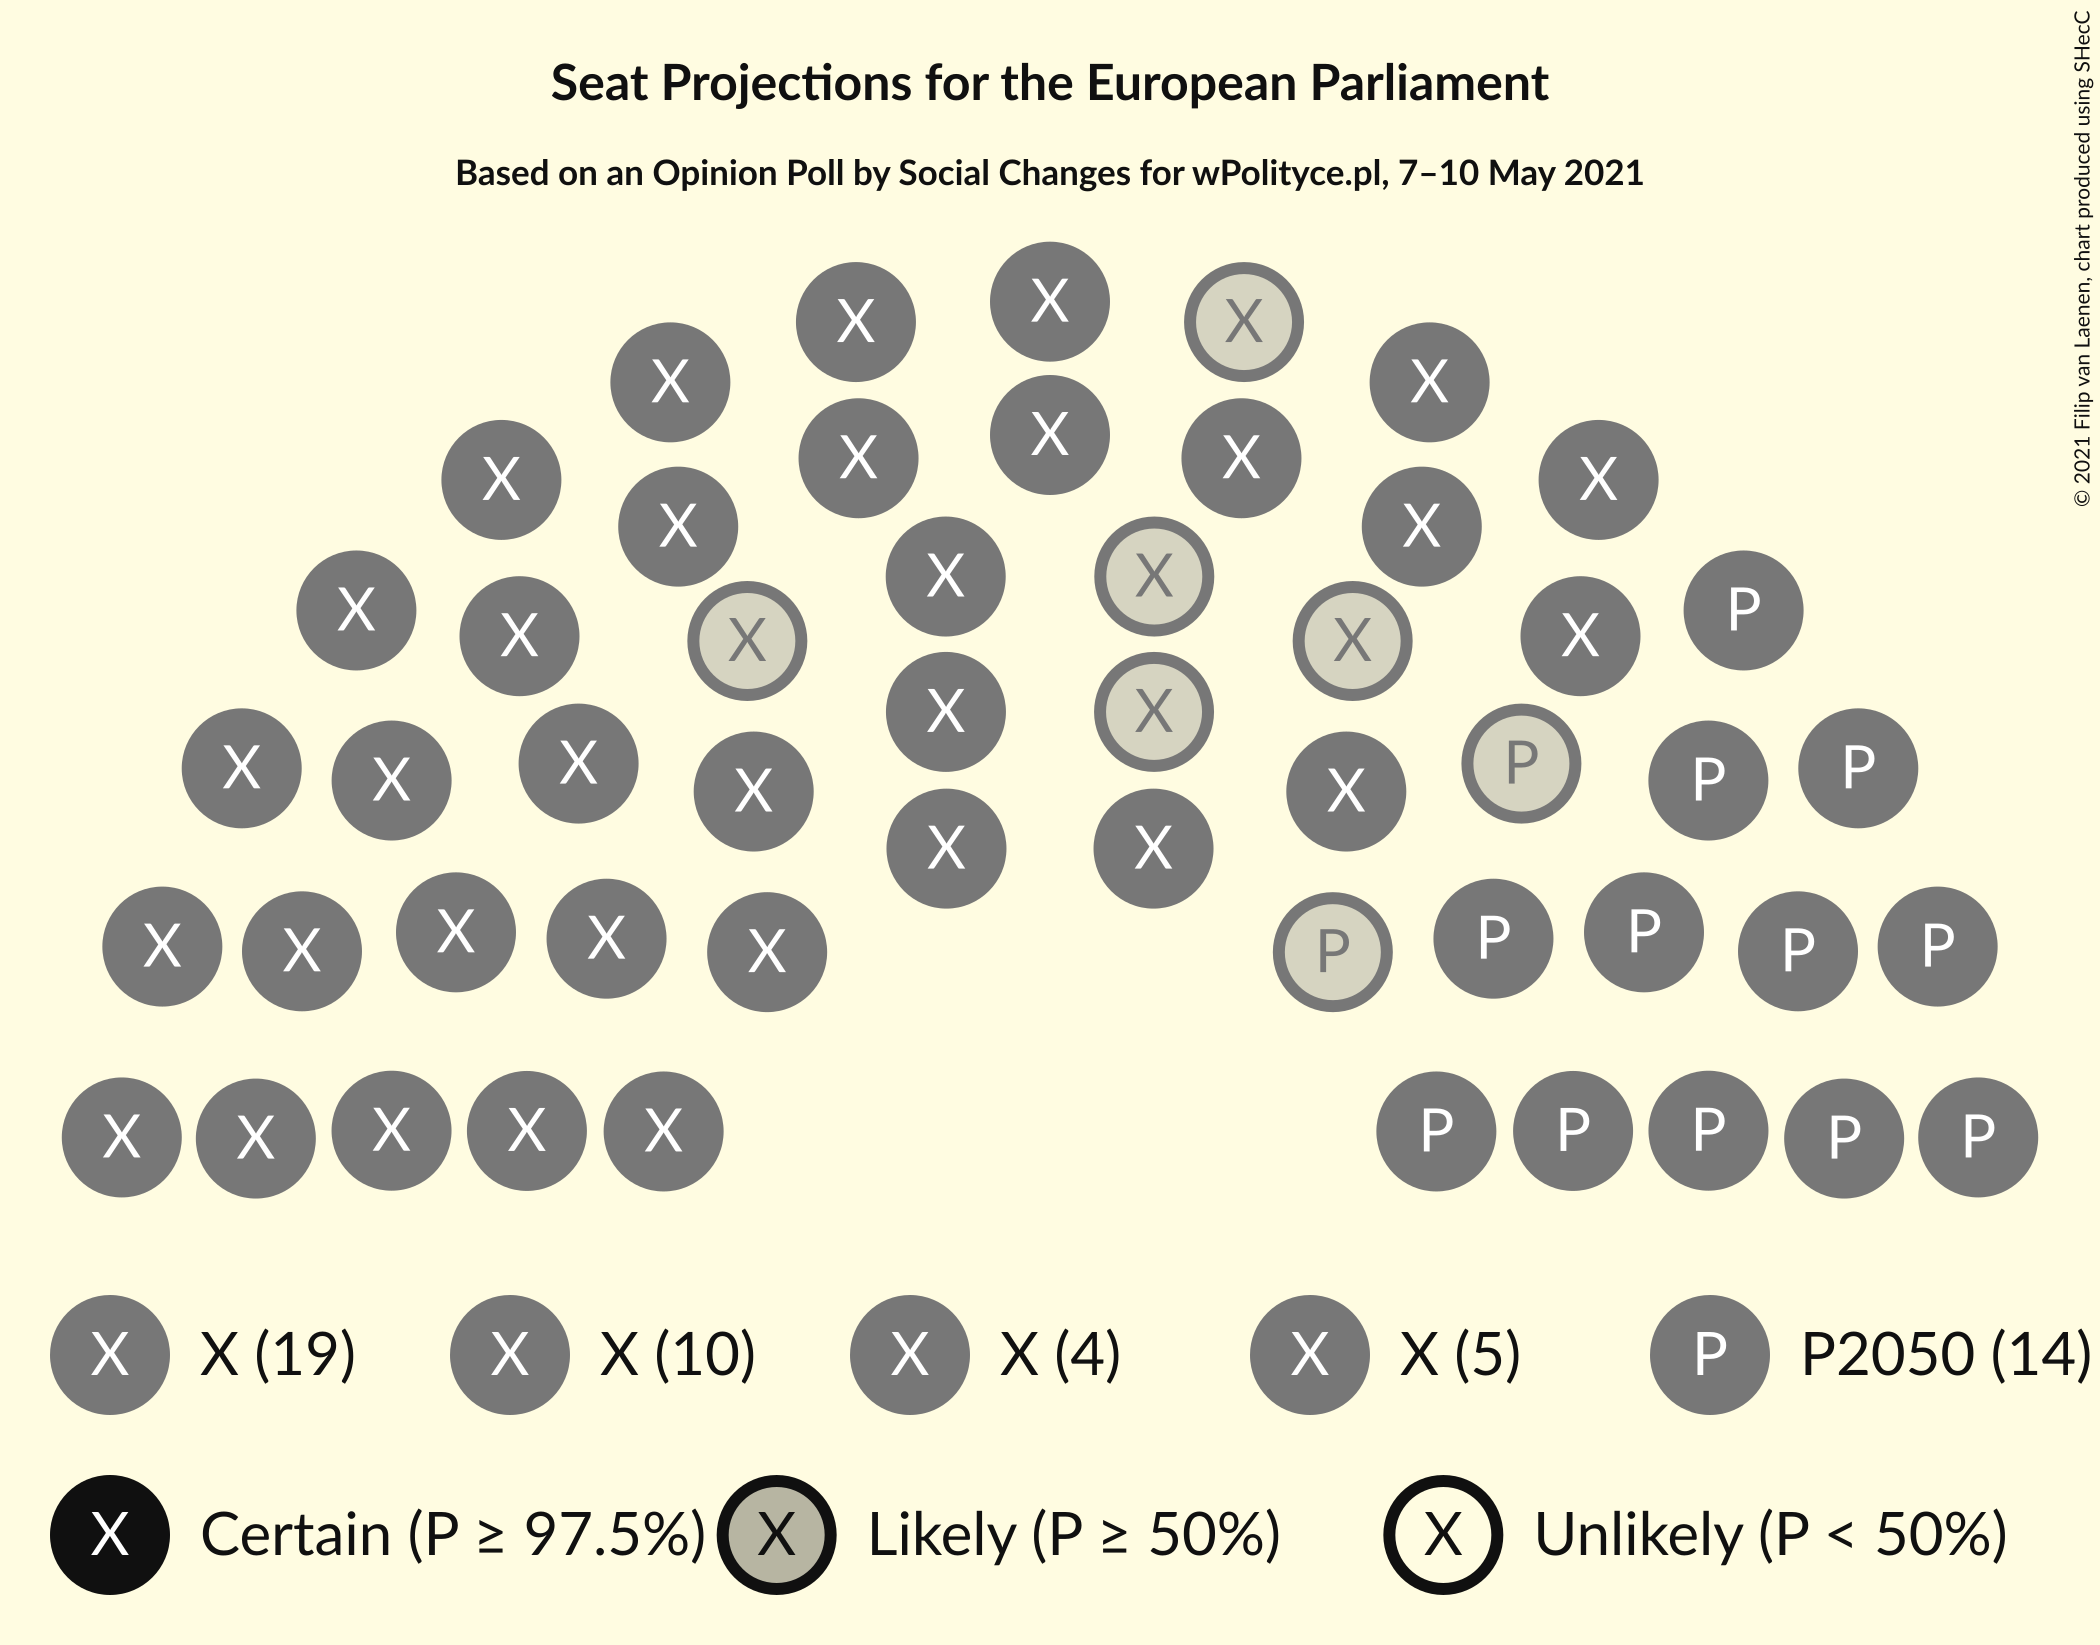 Seat Projections for the European Parliament
Based on an Opinion Poll by Social Changes for wPolityce.pl, 7–10 May 2021
© 2021 Filip van Laenen, chart produced using SHecC
X
X X
X X
X
X X
X X
X X
X X
X X P
X X X
X X
X X X X P P P
X X
X X X X X P P P P P
X X X X X P P P P P
X X (19) X X (10) X X (4) X X (5) P P2050 (14)
X Certain (P ≥ 97.5%) X Likely (P ≥ 50%) X Unlikely (P < 50%)